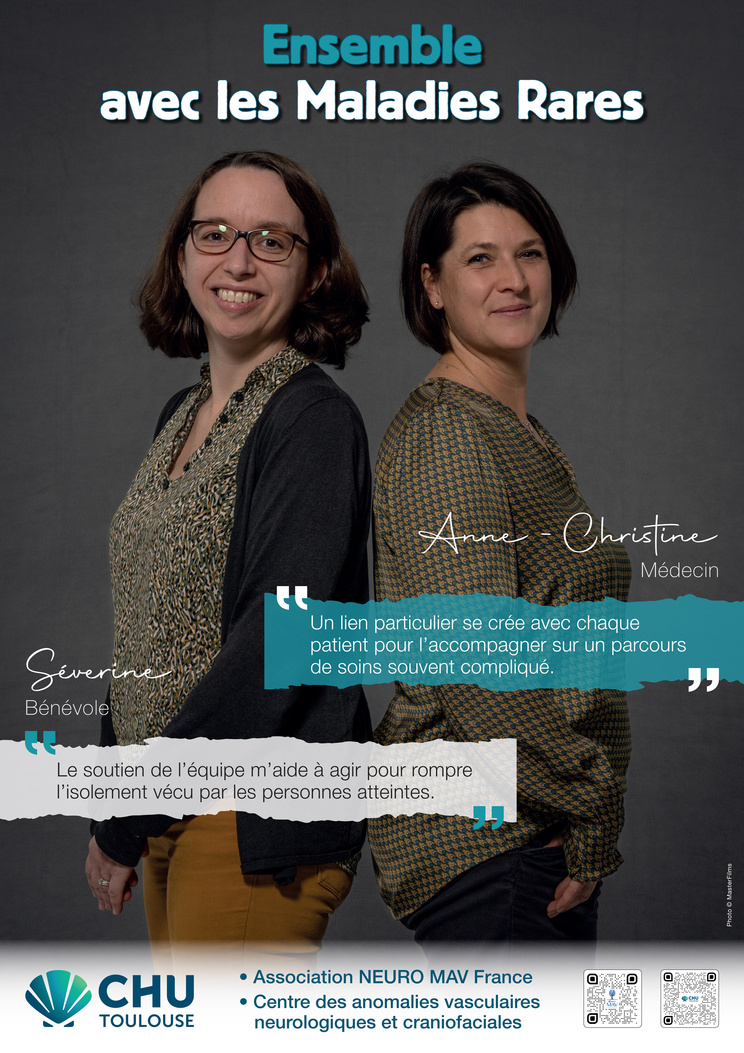 Ensemble
avec les Maladies Rares
Anne - Christine
Médecin
“
Un lien particulier se crée avec chaque
patient pour l’accompagner sur un parcours
de soins souvent compliqué.
”
Séverine
Bénévole
“
Le soutien de l’équipe m’aide à agir pour rompre
l’isolement vécu par les personnes atteintes.
”
Photo © MasterFilms
CHU
TOULOUSE
• Association NEURO MAV France
• Centre des anomalies vasculaires
neurologiques et craniofaciales